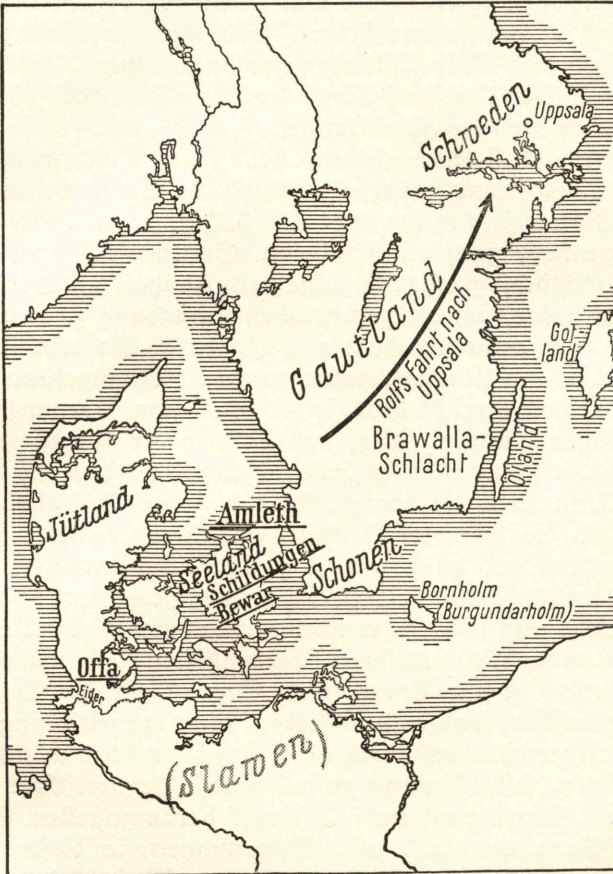 Uppsala
Schweden
Gautland
Rolfs Fahrt nach
Uppsala
Got-
land
Brawalla-
Schlacht
Öland
Jütland
Amleth
Seeland
Schildungen
Bewar
Schonen
Bornholm
(Burgundarholm)
Offa
Eider
(Slawen)